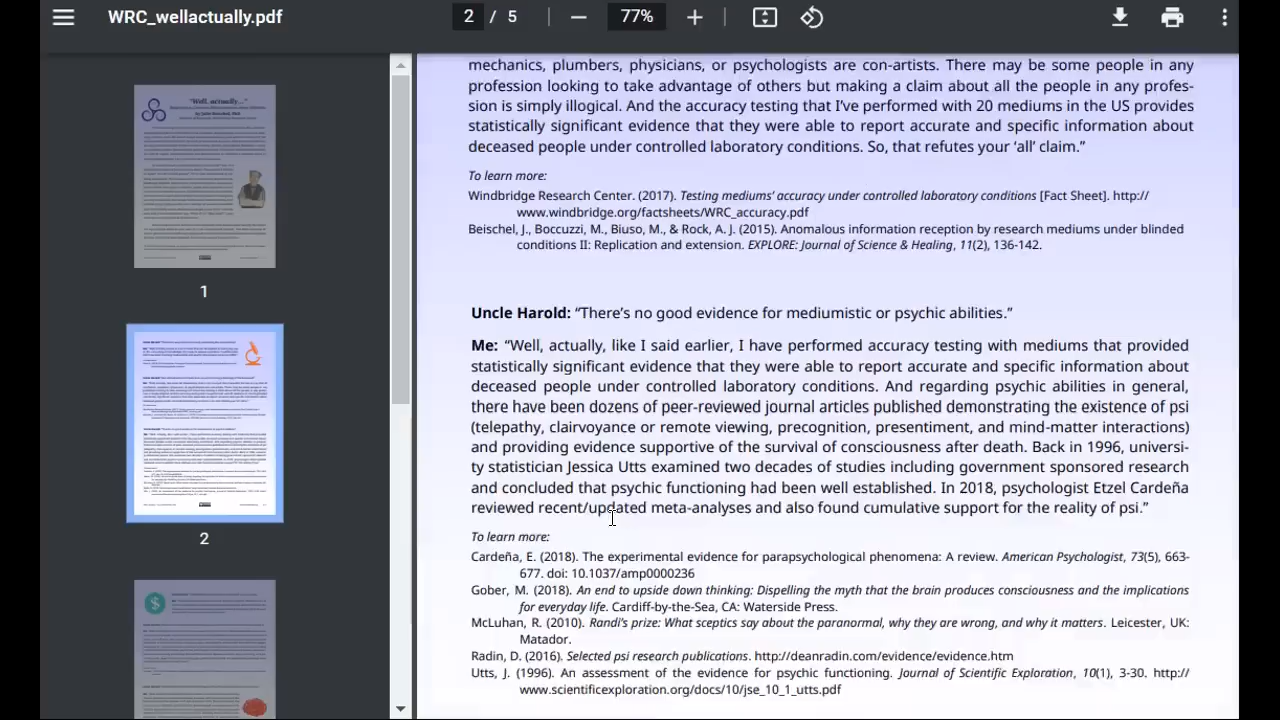 WRC_wellactually.pdf
2 / 5
77%
"Well, actually..."
1
2
mechanics, plumbers, physicians, or psychologists are con-artists. There may be some people in any
profession looking to take advantage of others but making a claim about all the people in any profes-
sion is simply illogical. And the accuracy testing that I've performed with 20 mediums in the US provides
statistically significant evidence that they were able to report accurate and specific information about
deceased people under controlled laboratory conditions. So, that refutes your 'all' claim."
To learn more:
Windbridge Research Center. (2017). Testing mediums' accuracy under controlled laboratory conditions [Fact Sheet]. http://
www.windbridge.org/factsheets/WRC_accuracy.pdf
Beischel, J., Boccuzzi, M., Biuso, M., & Rock, A. J. (2015). Anomalous information reception by research mediums under blinded
conditions II: Replication and extension. EXPLORE: Journal of Science & Healing, 11(2), 136-142.
Uncle Harold: "There's no good evidence for mediumistic or psychic abilities."
Me: "Well, actually, like I said earlier, I have performed accuracy testing with mediums that provided
statistically significant evidence that they were able to report accurate and specific information about
deceased people under controlled laboratory conditions. And regarding psychic abilities in general,
there have been hundreds of peer-reviewed journal articles published demonstrating the existence of psi
(telepathy, clairvoyance or remote viewing, precognition or presentiment, and mind-matter interactions)
and providing evidence supportive of the survival of consciousness after death. Back in 1996, universi-
ty statistician Jessica Utts examined two decades of studies including government-sponsored research
and concluded that psychic functioning had been well established. In 2018, psychologist Etzel Cardeña
reviewed recent/updated meta-analyses and also found cumulative support for the reality of psi."
To learn more:
Cardeña, E. (2018). The experimental evidence for parapsychological phenomena: A review. American Psychologist, 73(5), 663-
677. doi: 10.1037/amp0000236
Gober, M. (2018). An end to upside down thinking: Dispelling the myth that the brain produces consciousness and the implications
for everyday life. Cardiff-by-the-Sea, CA: Waterside Press.
McLuhan, R. (2010). Randi's prize: What sceptics say about the paranormal, why they are wrong, and why it matters. Leicester, UK:
Matador.
Radin, D. (2016). Selected psi publications. http://deanradin.com/evidence/evidence.htm
Utts, J. (1996). An assessment of the evidence for psychic functioning. Journal of Scientific Exploration, 10(1), 3-30. http://
www.scientificexploration.org/docs/10/jse_10_1_utts.pdf